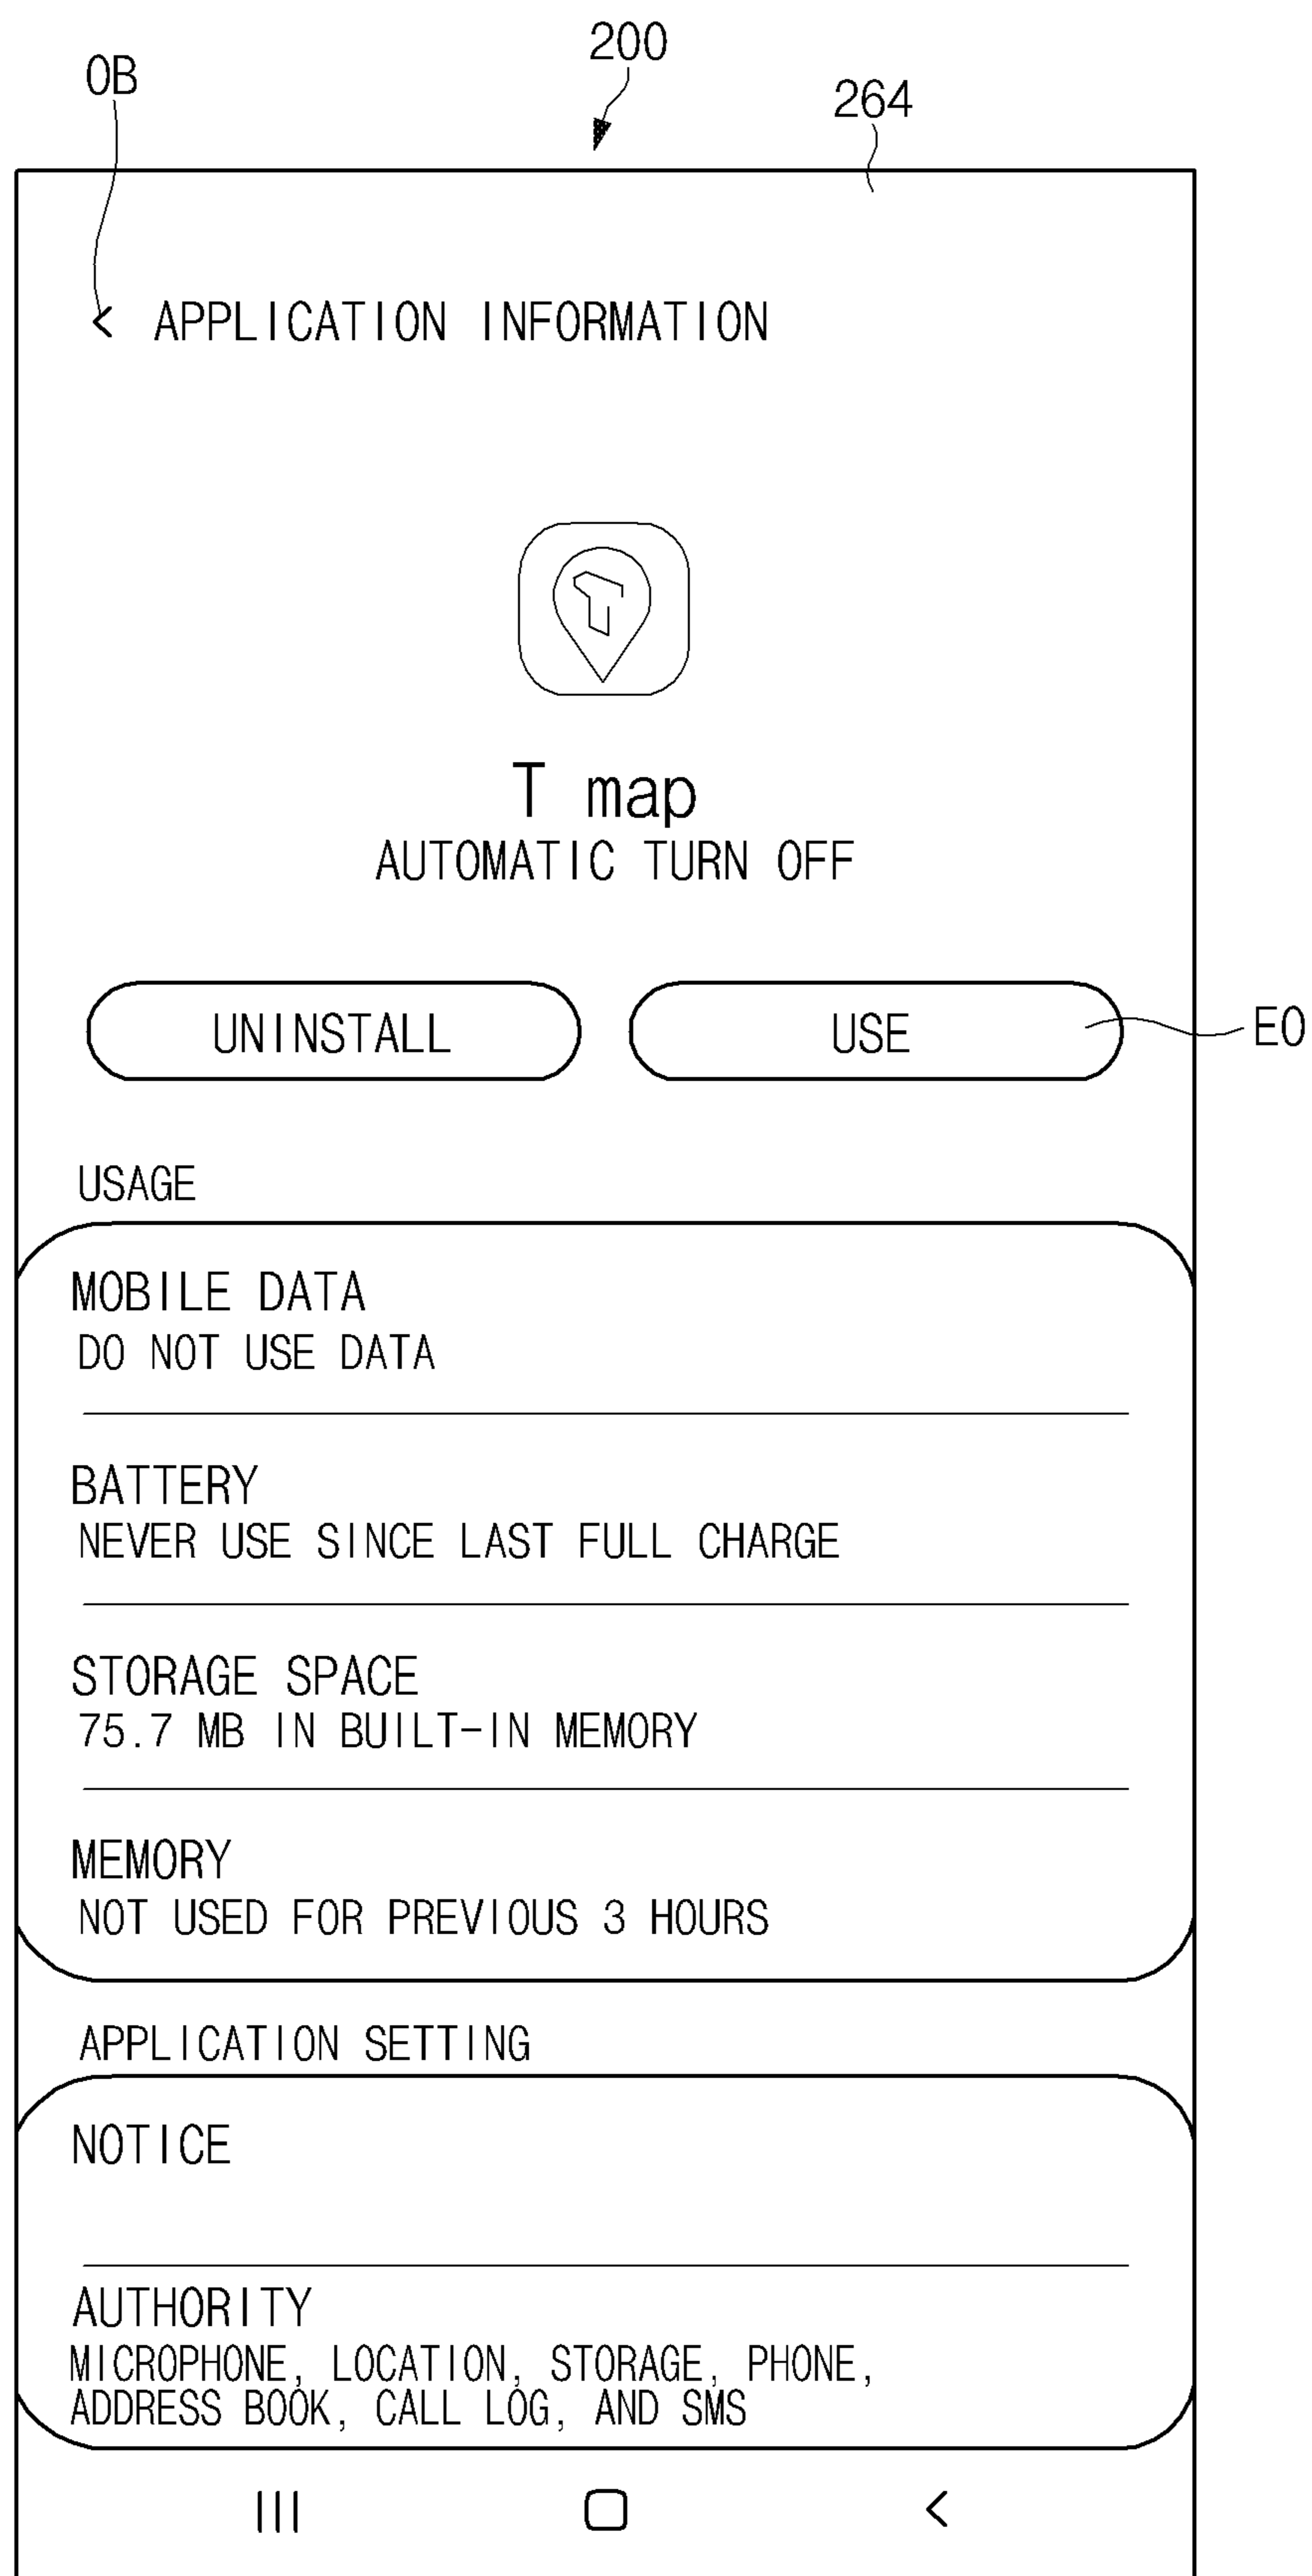 200
OB
264
< APPLICATION INFORMATION
T
T map
AUTOMATIC TURN OFF
UNINSTALL
USE
EO
USAGE
MOBILE DATA
DO NOT USE DATA
BATTERY
NEVER USE SINCE LAST FULL CHARGE
STORAGE SPACE
75.7 MB IN BUILT-IN MEMORY
MEMORY
NOT USED FOR PREVIOUS 3 HOURS
APPLICATION SETTING
NOTICE
AUTHORITY
MICROPHONE, LOCATION, STORAGE, PHONE,
ADDRESS BOOK, CALL LOG, AND SMS